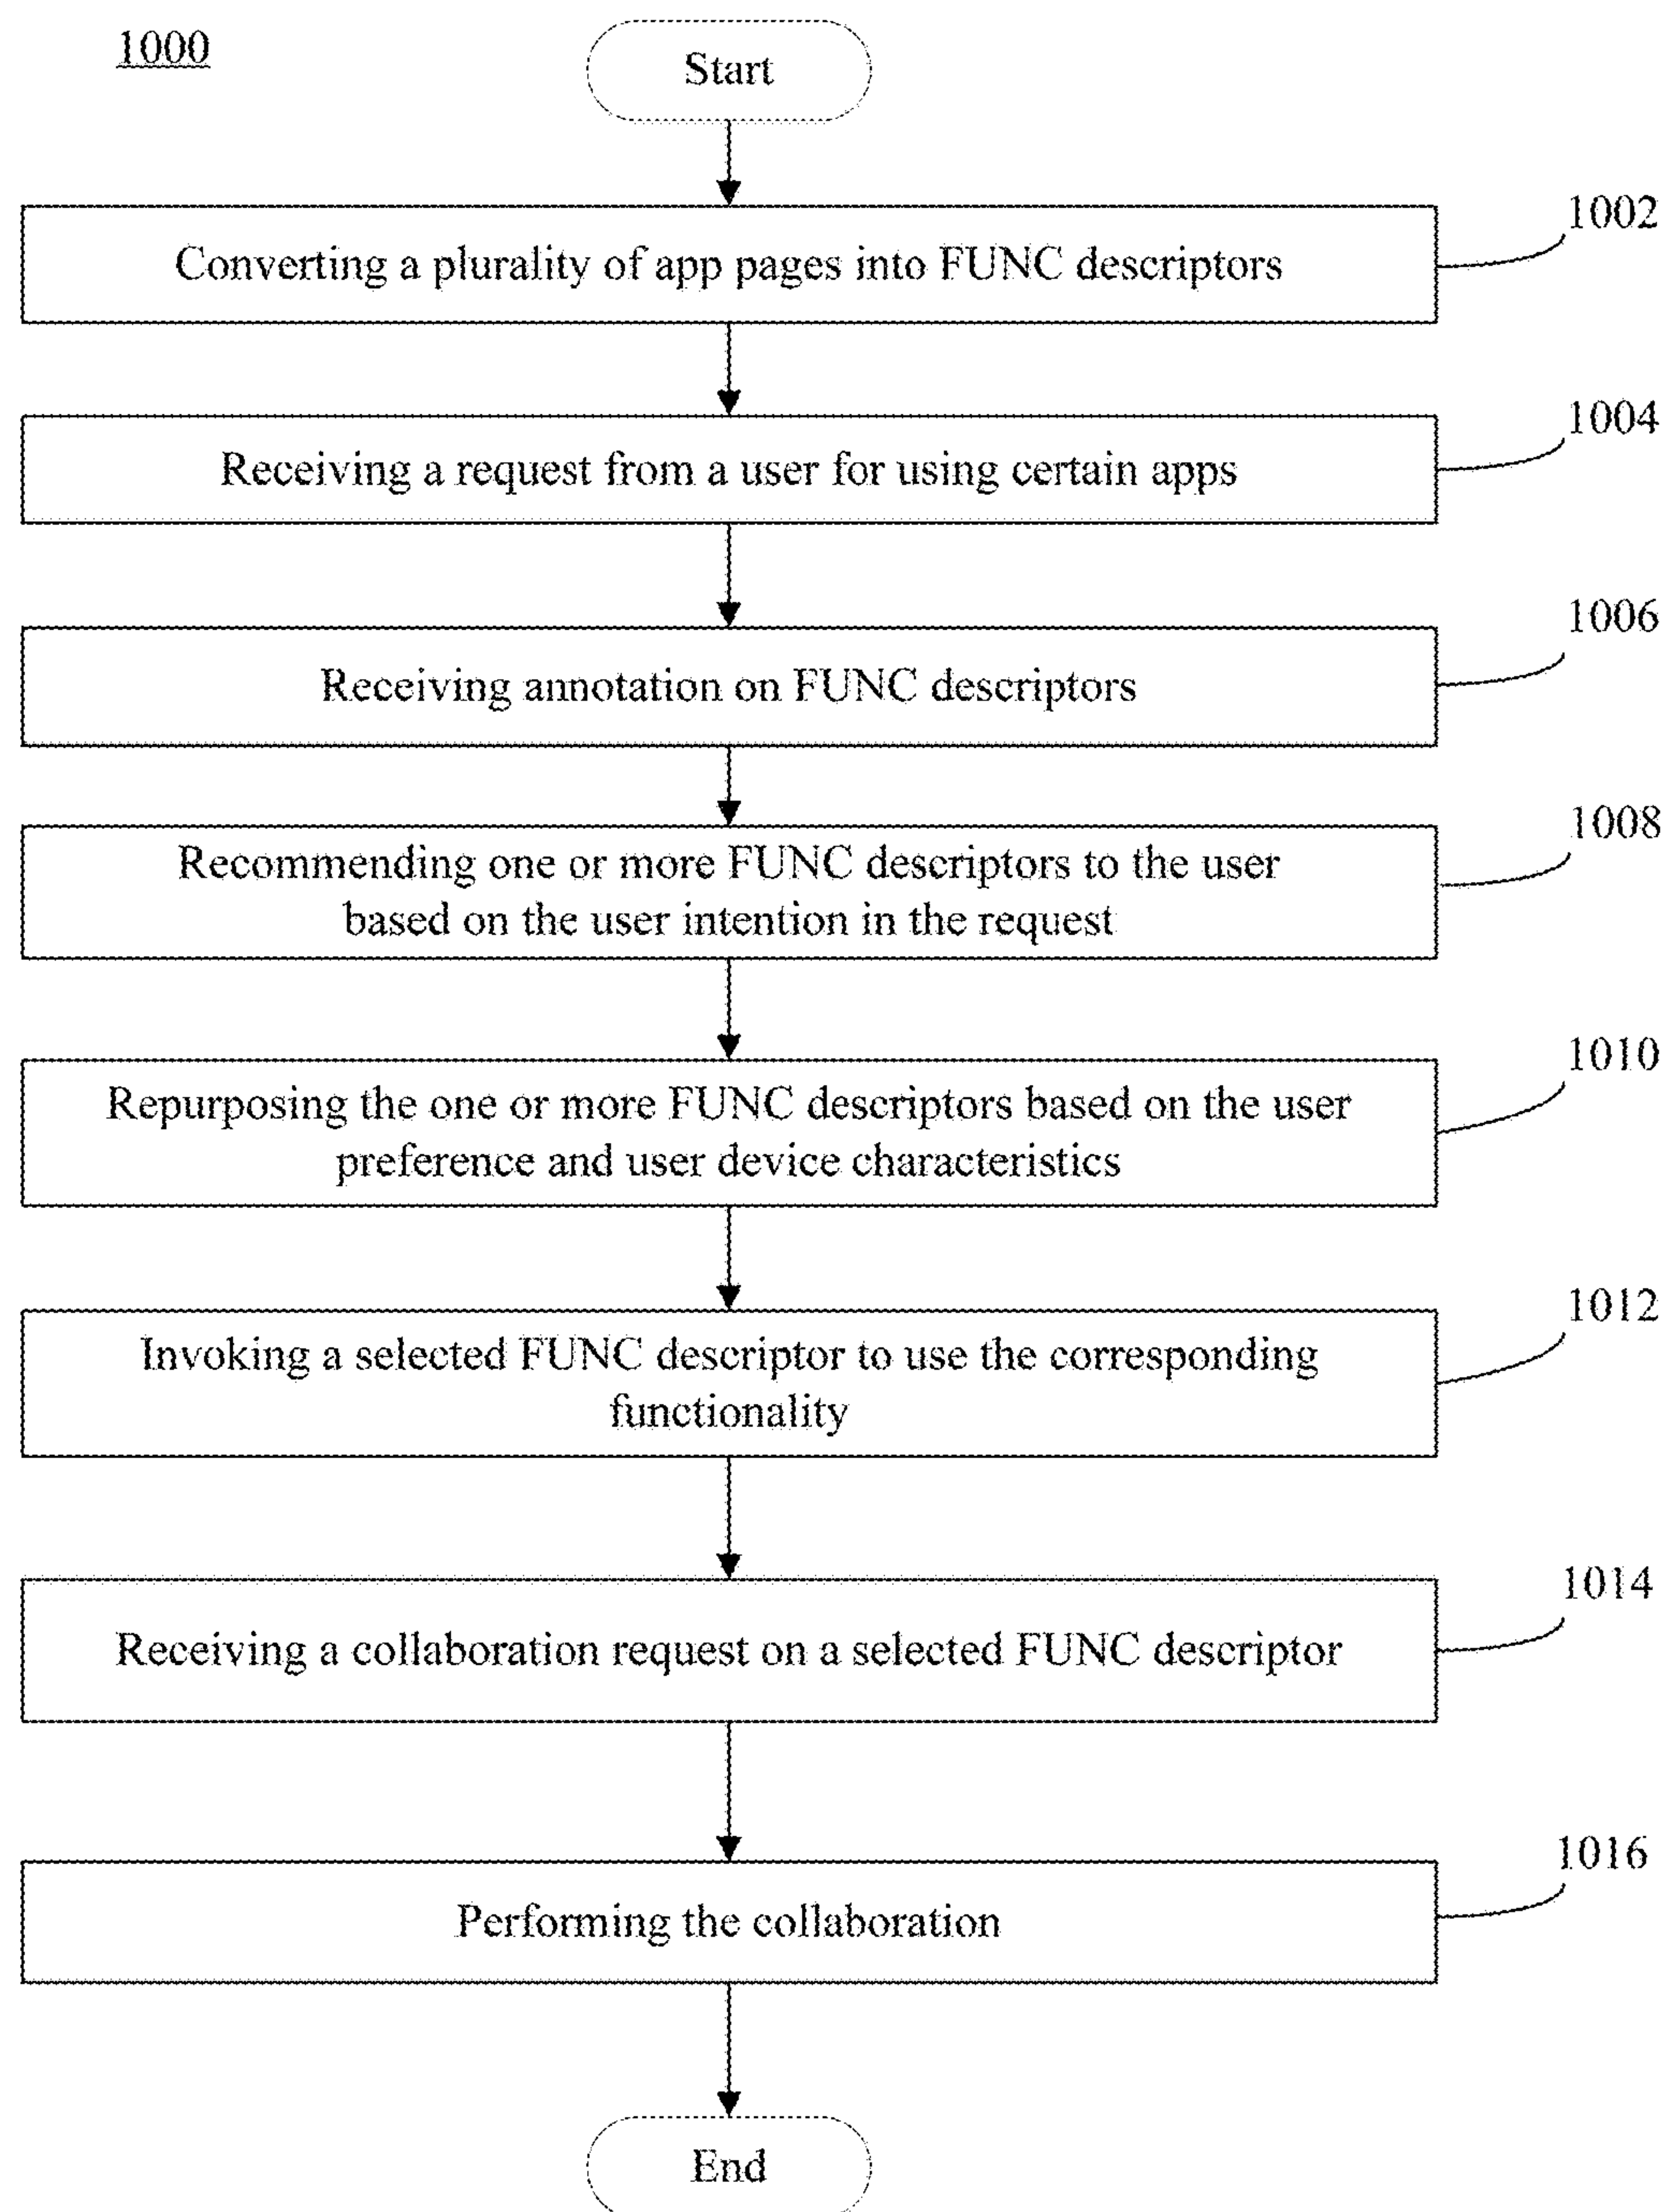 1000
Start
1002
Converting a plurality of app pages into FUNC descriptors
1004
Receiving a request from a user for using certain apps
1006
Receiving annotation on FUNC descriptors
1008
Recommending one or more FUNC descriptors to the user
based on the user intention in the request
1010
Repurposing the one or more FUNC descriptors based on the user
preference and user device characteristics
1012
Invoking a selected FUNC descriptor to use the corresponding
functionality
1014
Receiving a collaboration request on a selected FUNC descriptor
1016
Performing the collaboration
End